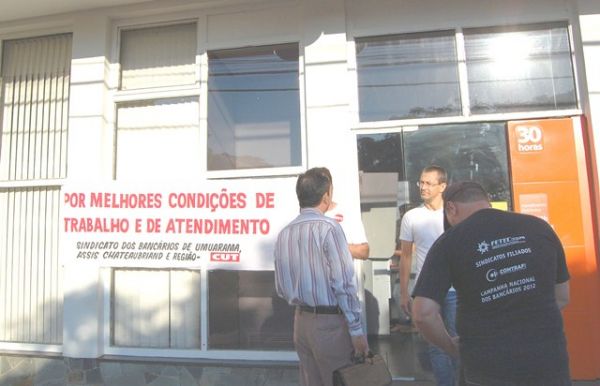 POR MELHORES CONDIÇÕES DE
TRABALHO E DE ATENDIMENTO
SINDICATO DOS BANCÁRIOS DE UMUARAMA,
ASSIS CHATEAUBRIAND E REGIÃO-
CUT
30
horas
FETEC
SINDICATOS FILIADOS
CONTRAF
CAMPANHA NACIONAL
DOS BANCÁRIOS 2012